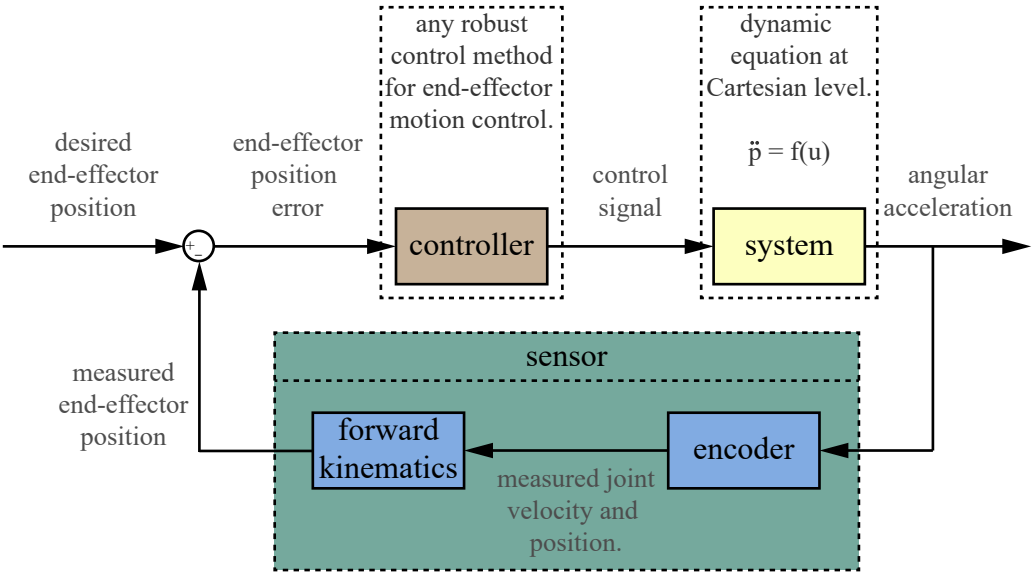 any robust
control method
for end-effector
motion control.
dynamic
equation at
Cartesian level.
p̈ = f(u)
desired
end-effector
position
end-effector
position
error
control
signal
angular
acceleration
+
−
controller
system
sensor
measured
end-effector
position
forward
kinematics
encoder
measured joint
velocity and
position.